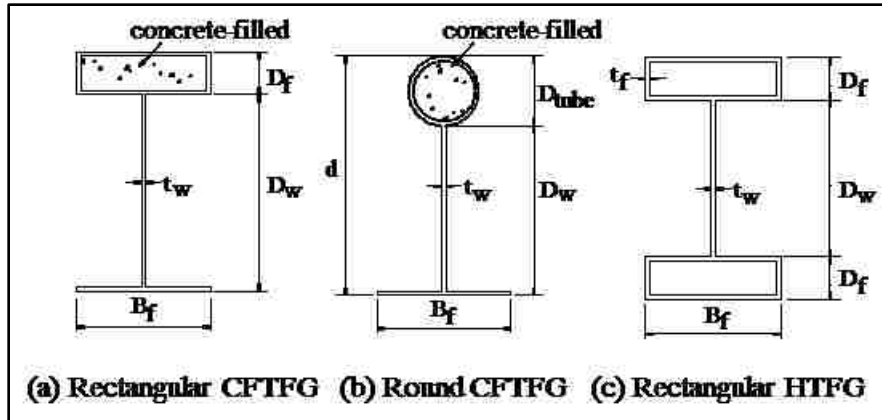 concrete-filled
D_f
t_w
D_w
B_f
concrete-filled
D_tube
d
t_w
D_w
B_f
t_f
D_f
t_w
D_w
D_f
B_f
(a) Rectangular CFTFG (b) Round CFTFG (c) Rectangular HTFG